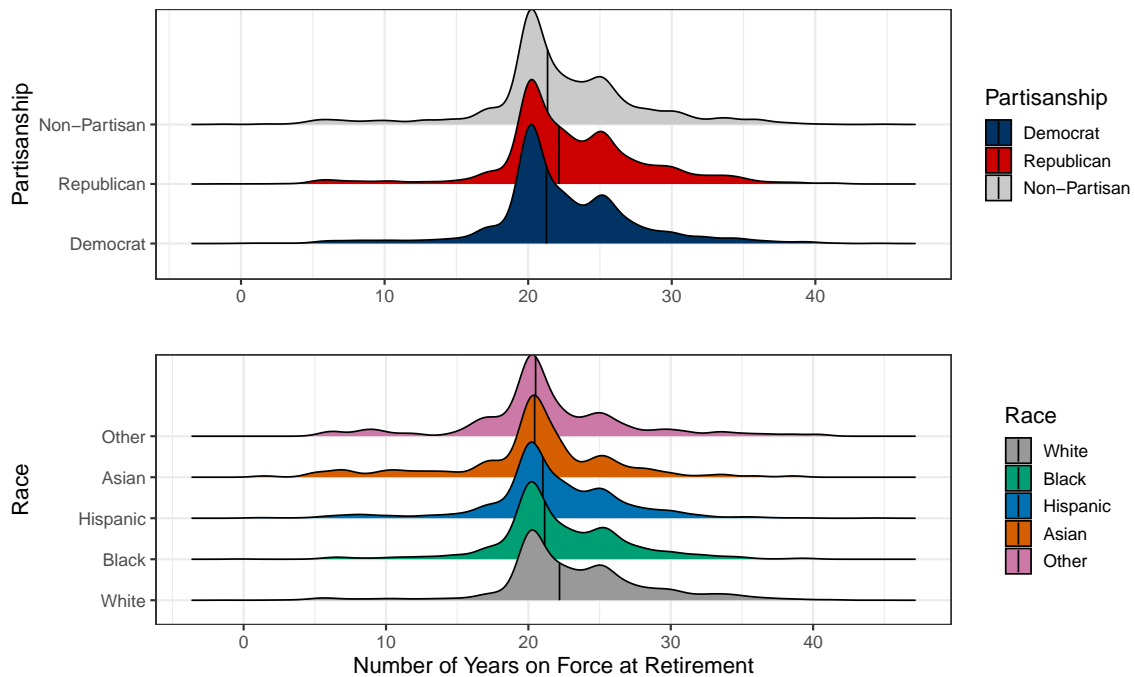 Partisanship
Non−Partisan
Republican
Democrat
0 10 20 30 40
Partisanship
Democrat
Republican
Non−Partisan
Race
Other
Asian
Hispanic
Black
White
0 10 20 30 40
Number of Years on Force at Retirement
Race
White
Black
Hispanic
Asian
Other